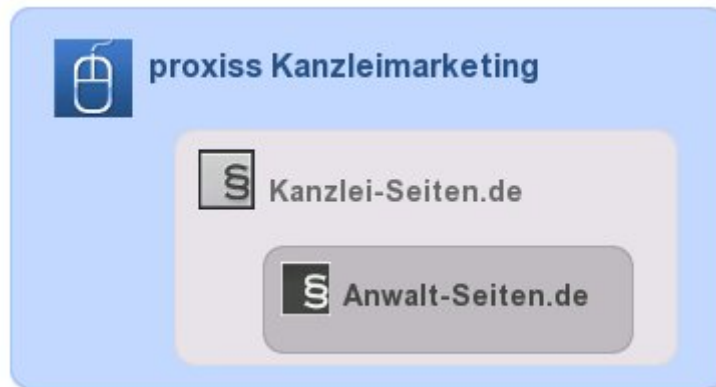 proxiss Kanzleimarketing
§ Kanzlei-Seiten.de
§ Anwalt-Seiten.de